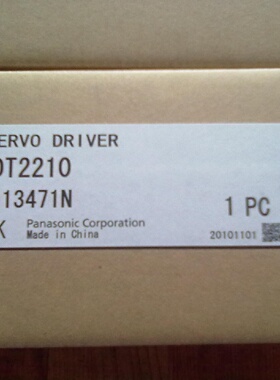 ERVO DRIVER
DT2210
13471N
1 PC
K Panasonic Corporation
Made in China
20101101